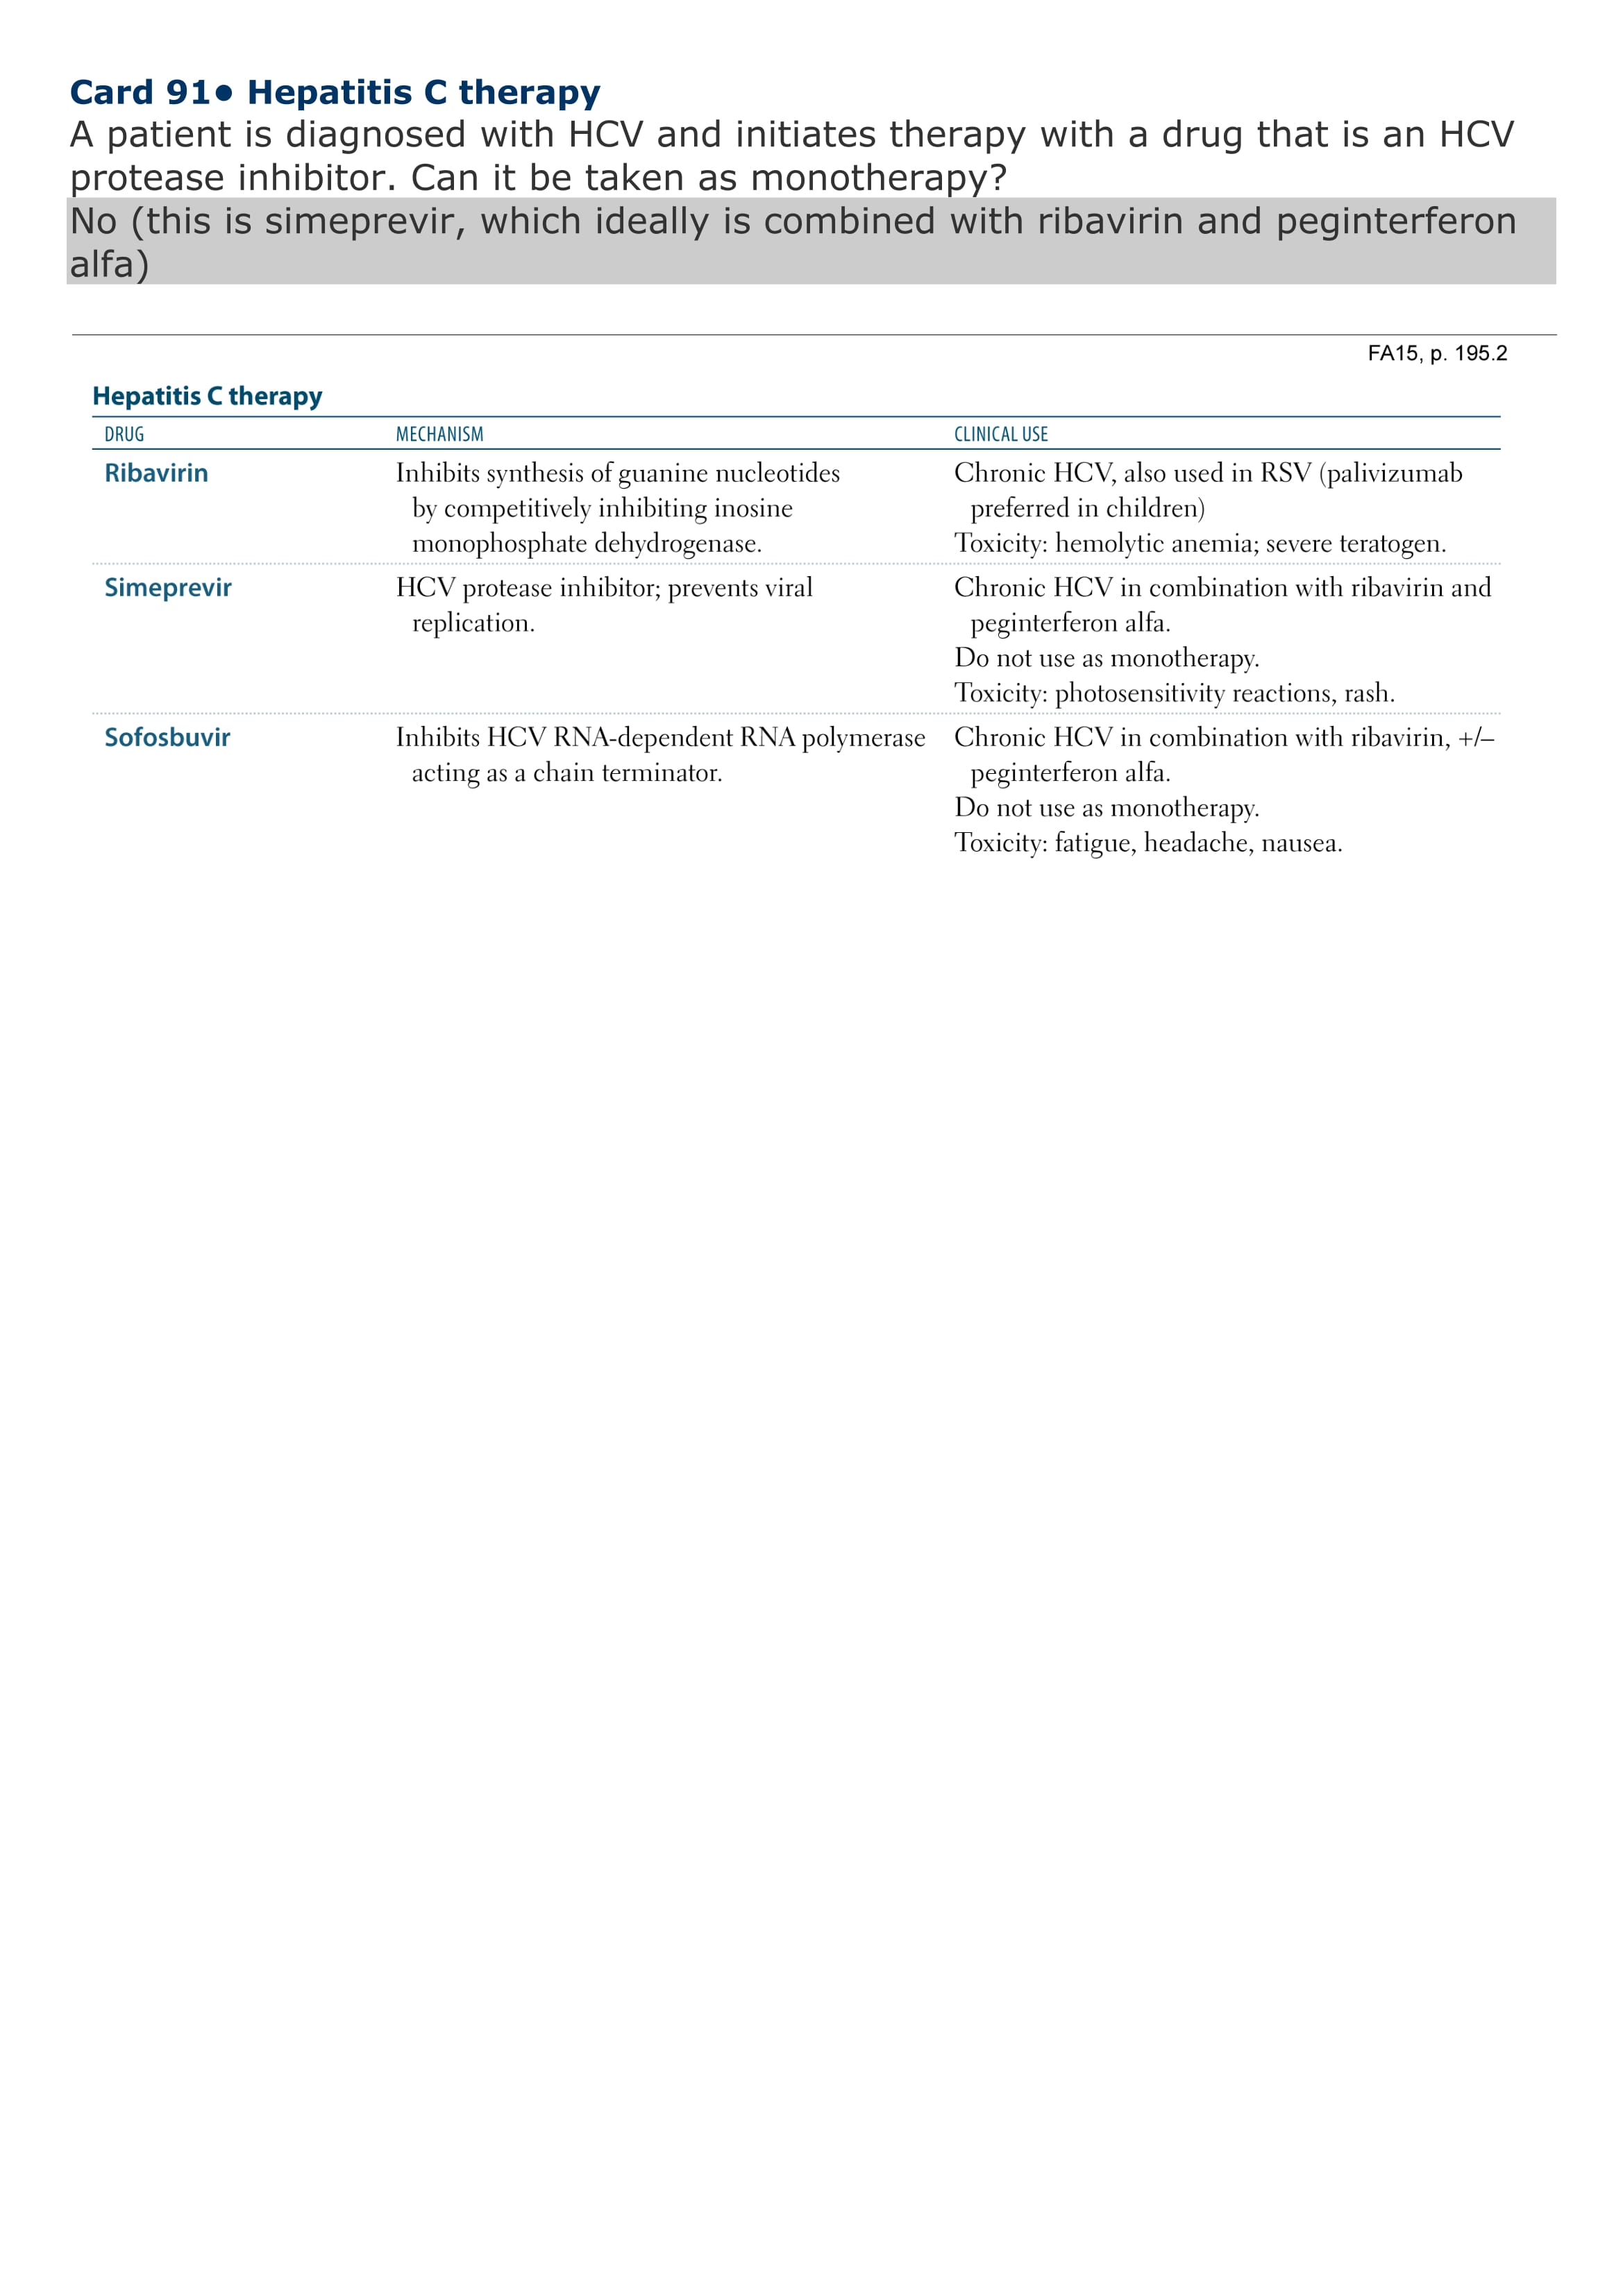 Card 91● Hepatitis C therapy
A patient is diagnosed with HCV and initiates therapy with a drug that is an HCV
protease inhibitor. Can it be taken as monotherapy?
No (this is simeprevir, which ideally is combined with ribavirin and peginterferon
alfa)
FA15, p. 195.2
Hepatitis C therapy
DRUG MECHANISM CLINICAL USE
Ribavirin Inhibits synthesis of guanine nucleotides Chronic HCV, also used in RSV (palivizumab
by competitively inhibiting inosine preferred in children)
monophosphate dehydrogenase. Toxicity: hemolytic anemia; severe teratogen.
Simeprevir HCV protease inhibitor; prevents viral Chronic HCV in combination with ribavirin and
replication. peginterferon alfa.
Do not use as monotherapy.
Toxicity: photosensitivity reactions, rash.
Sofosbuvir Inhibits HCV RNA-dependent RNA polymerase Chronic HCV in combination with ribavirin, +/–
acting as a chain terminator. peginterferon alfa.
Do not use as monotherapy.
Toxicity: fatigue, headache, nausea.